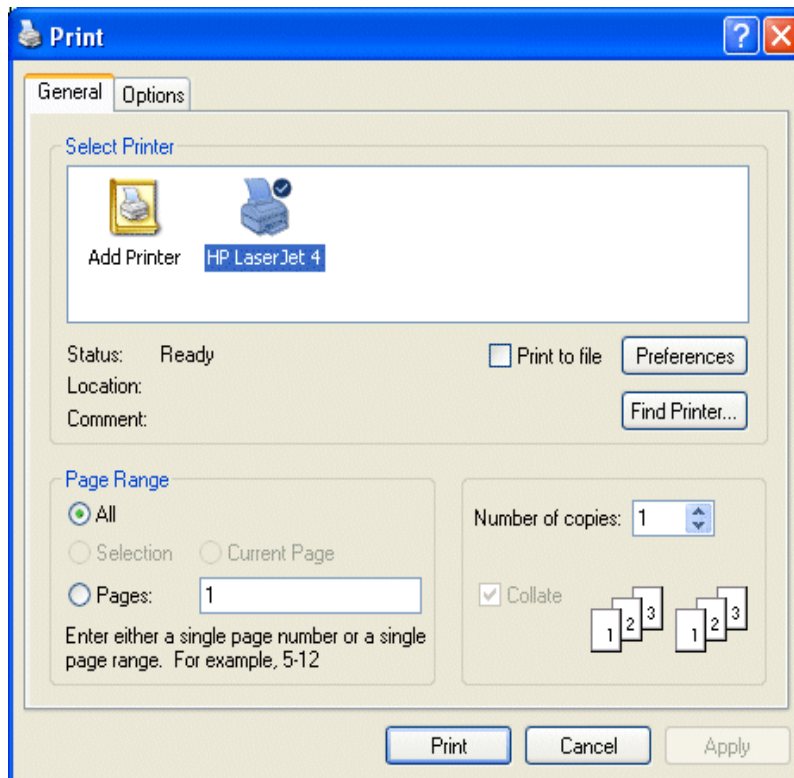 Print
?
General Options
Select Printer
Add Printer HP LaserJet 4
Status: Ready
Print to file Preferences
Location:
Comment:
Find Printer...
Page Range
All
Selection Current Page
Pages: 1
Enter either a single page number or a single
page range. For example, 5-12
Number of copies: 1
Collate
1 2 3 1 2 3
Print Cancel Apply